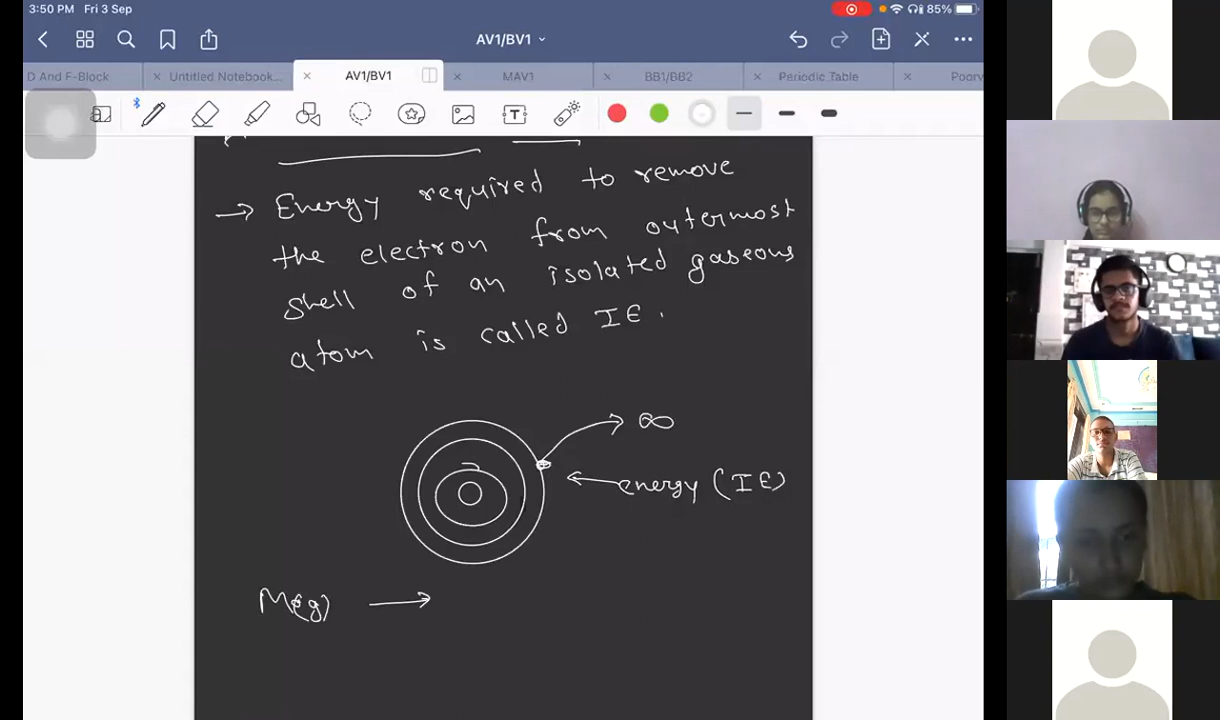 3:50 PM Fri 3 Sep
85%
AV1/BV1
D And F-Block
Untitled Notebook...
AV1/BV1
MAV1
BB1/BB2
Periodic Table
Poorv
→ Energy required to remove
the electron from outermost
shell of an isolated gaseous
atom is called IE.
→ ∞
← energy (IE)
M(g) →